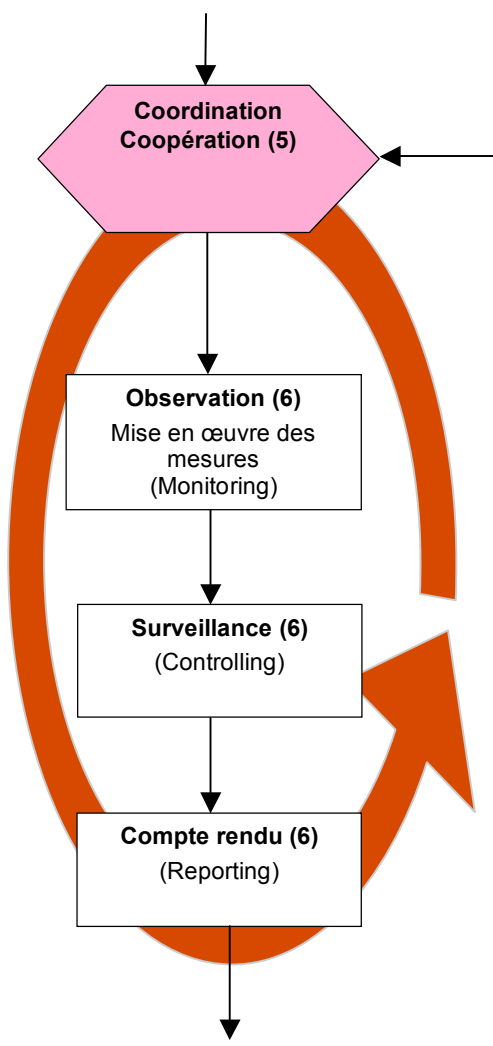 Coordination
Coopération (5)
Observation (6)
Mise en œuvre des
mesures
(Monitoring)
Surveillance (6)
(Controlling)
Compte rendu (6)
(Reporting)